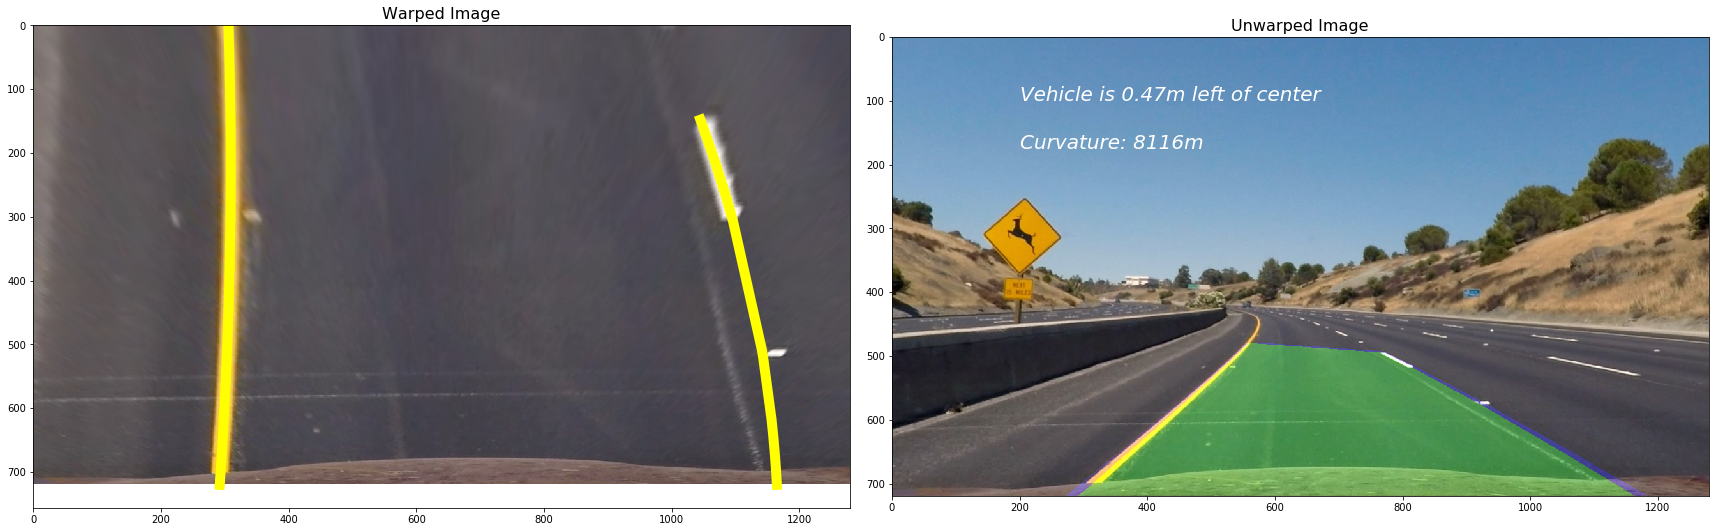 Warped Image
0
100
200
300
400
500
600
700
0 200 400 600 800 1000 1200
Unwarped Image
0
100
200
300
400
500
600
700
0 200 400 600 800 1000 1200
Vehicle is 0.47m left of center
Curvature: 8116m
NEXT
MILES